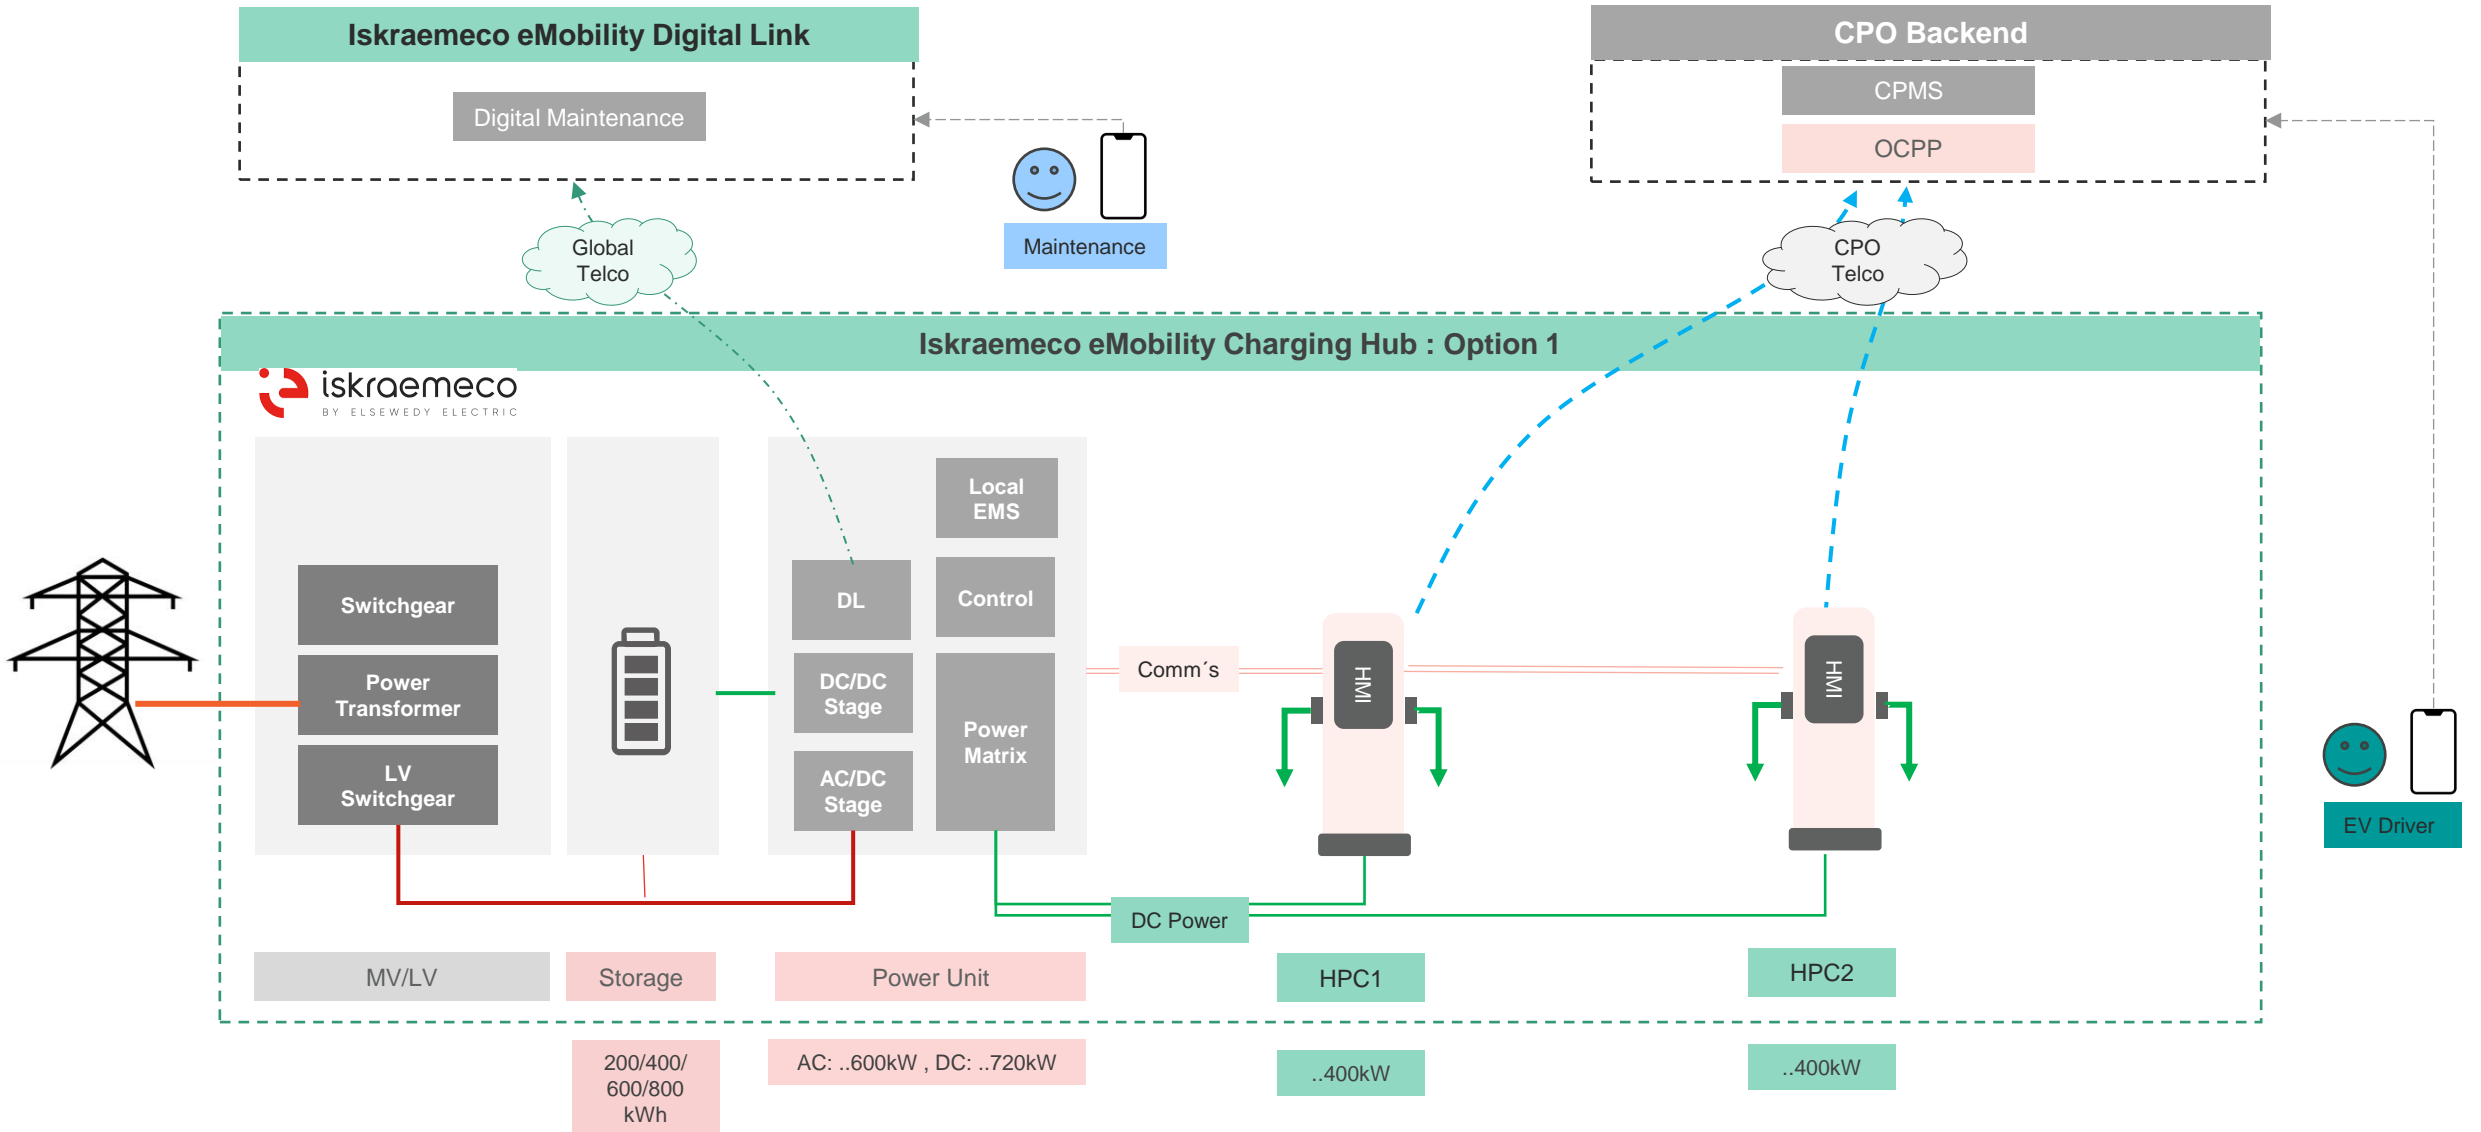 Iskraemeco eMobility Digital Link
CPO Backend
Digital Maintenance
CPMS
OCPP
Maintenance
Global
Telco
CPO
Telco
Iskraemeco eMobility Charging Hub : Option 1
iskraemeco
BY ELSEWEDY ELECTRIC
Local
EMS
Switchgear
DL
Control
Power
Transformer
DC/DC
Stage
Power
Matrix
Comm´s
HMI
HMI
LV
Switchgear
AC/DC
Stage
EV Driver
DC Power
MV/LV
Storage
Power Unit
HPC1
HPC2
200/400/
600/800
kWh
AC: ..600kW , DC: ..720kW
..400kW
..400kW